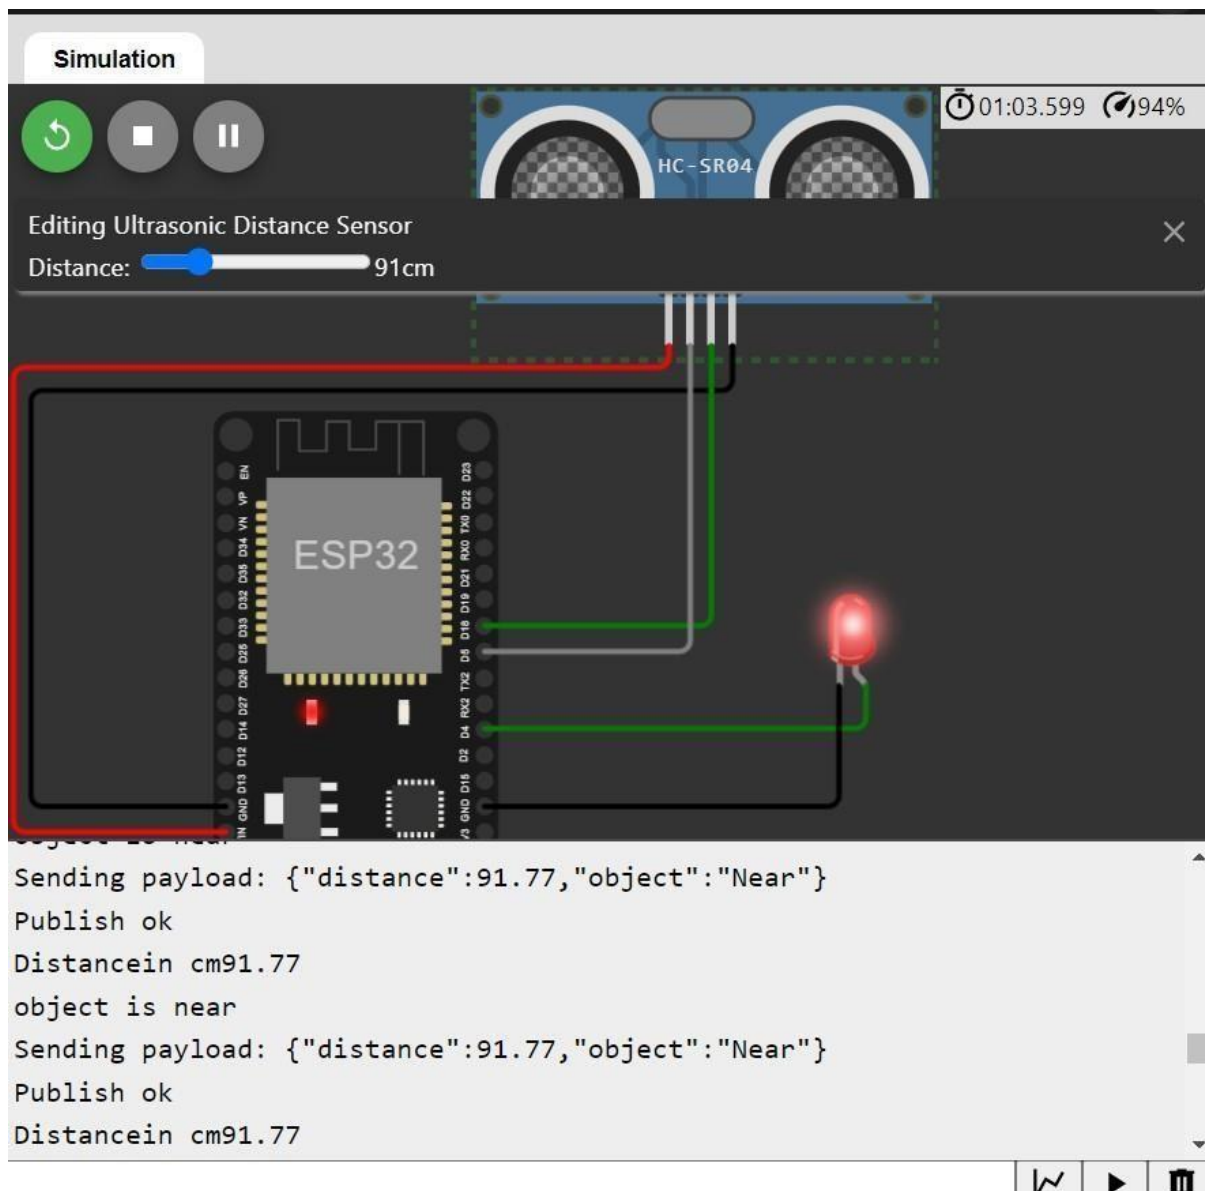 Simulation
01:03.599 94%
HC-SR04
Editing Ultrasonic Distance Sensor
Distance: 91cm
ESP32
EN
VP
VN
D34
D35
D32
D33
D25
D26
D27
D14
D12
D13
GND
D23
D22
TX0
RX0
D21
D19
D18
D5
TX2
RX2
D4
D2
D15
GND
object is near
Sending payload: {"distance":91.77,"object":"Near"}
Publish ok
Distancein cm91.77
object is near
Sending payload: {"distance":91.77,"object":"Near"}
Publish ok
Distancein cm91.77